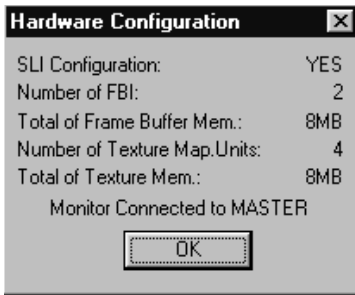 Hardware Configuration
SLI Configuration: YES
Number of FBI: 2
Total of Frame Buffer Mem.: 8MB
Number of Texture Map.Units: 4
Total of Texture Mem.: 8MB
Monitor Connected to MASTER
OK